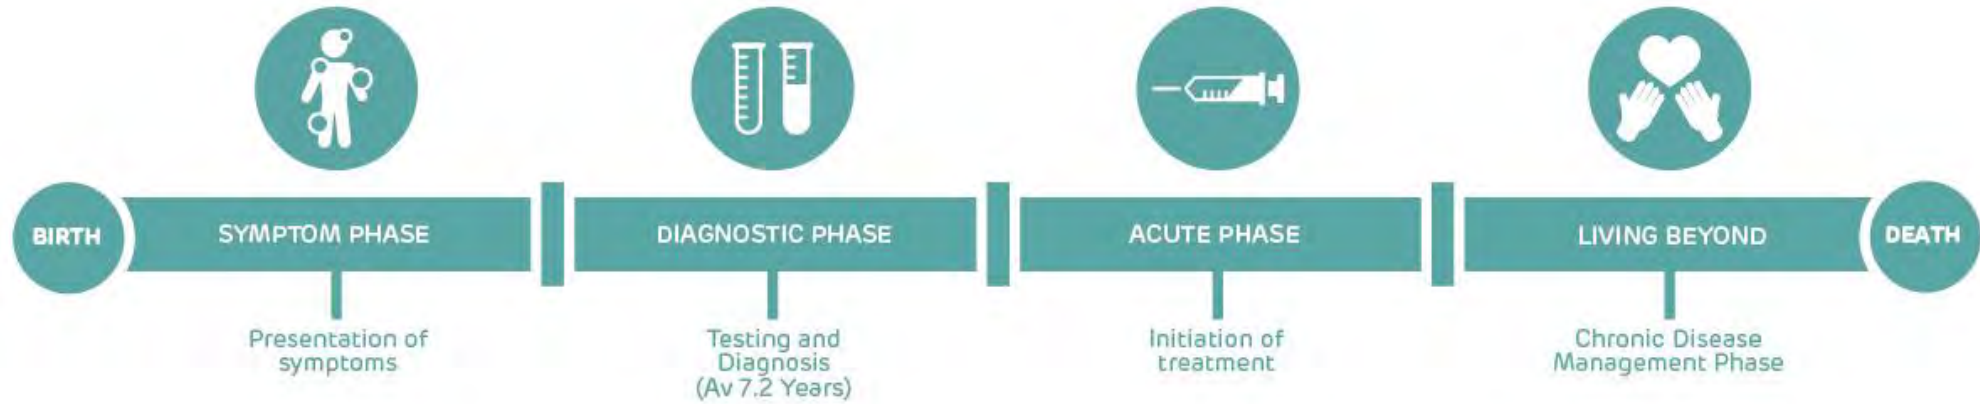 BIRTH
SYMPTOM PHASE
DIAGNOSTIC PHASE
ACUTE PHASE
LIVING BEYOND
DEATH
Presentation of
symptoms
Testing and
Diagnosis
(Av 7.2 Years)
Initiation of
treatment
Chronic Disease
Management Phase